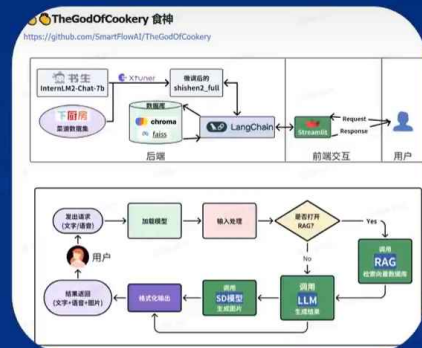 TheGodOfCookery 食神
https://github.com/SmartFlowAI/TheGodOfCookery
书生
InternLM2-Chat-7b
Xtuner
微调后的
shishen2_full
下厨房
菜谱数据集
数据库
chroma
faiss
LangChain
Streamlit
Request
Response
后端
前端交互
用户
发出请求
(文字/语音)
加载模型
输入处理
是否打开
RAG?
Yes
No
调用
RAG
检索向量数据库
用户
结果返回
(文字+语音+图片)
格式化输出
调用
SD模型
生成图片
调用
LLM
生成结果